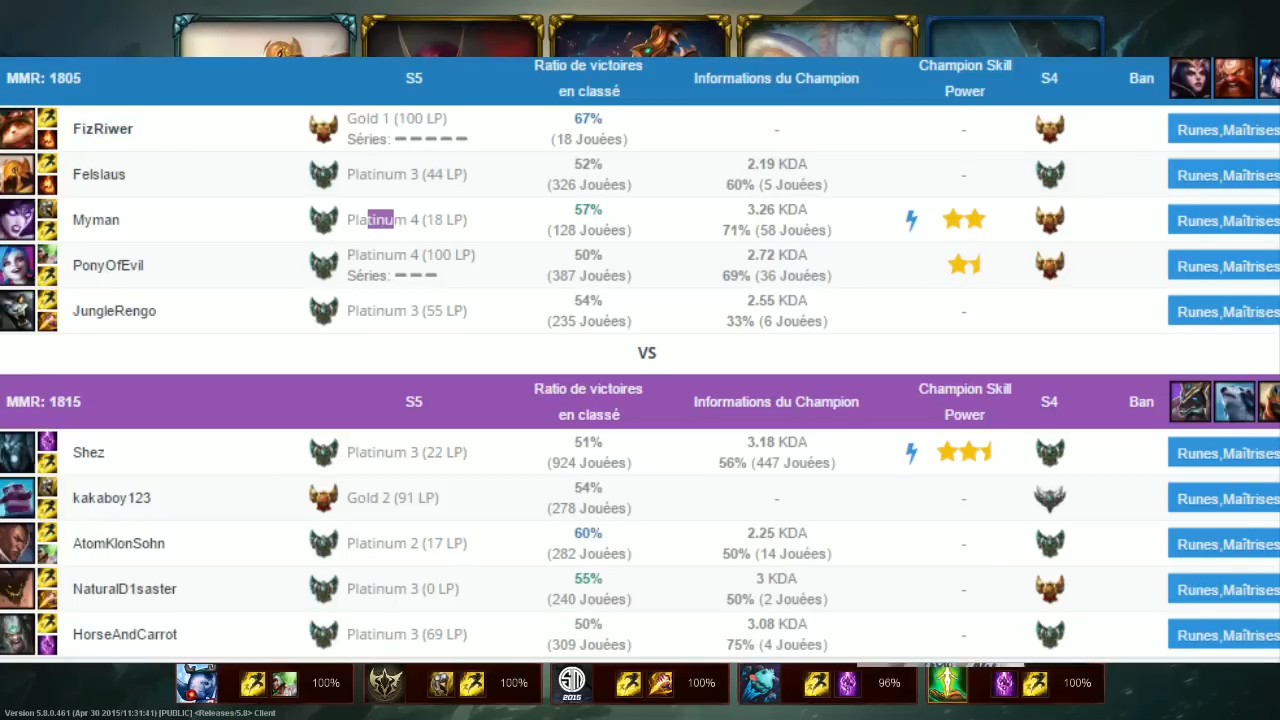 MMR: 1805 S5 Ratio de victoires en classé Informations du Champion Champion Skill Power S4 Ban
FizRiwer Gold 1 (100 LP) 67% - - Runes,Maîtrises
Séries: (18 Jouées)
Felslaus Platinum 3 (44 LP) 52% 2.19 KDA - Runes,Maîtrises
(326 Jouées) 60% (5 Jouées)
Myman Platinum 4 (18 LP) 57% 3.26 KDA Runes,Maîtrises
(128 Jouées) 71% (58 Jouées)
PonyOfEvil Platinum 4 (100 LP) 50% 2.72 KDA Runes,Maîtrises
Séries: (387 Jouées) 69% (36 Jouées)
JungleRengo Platinum 3 (55 LP) 54% 2.55 KDA - Runes,Maîtrises
(235 Jouées) 33% (6 Jouées)
VS
MMR: 1815 S5 Ratio de victoires en classé Informations du Champion Champion Skill Power S4 Ban
Shez Platinum 3 (22 LP) 51% 3.18 KDA Runes,Maîtrises
(924 Jouées) 56% (447 Jouées)
kakaboy123 Gold 2 (91 LP) 54% - - Runes,Maîtrises
(278 Jouées)
AtomKlonSohn Platinum 2 (17 LP) 60% 2.25 KDA - Runes,Maîtrises
(282 Jouées) 50% (14 Jouées)
NaturalD1saster Platinum 3 (0 LP) 55% 3 KDA - Runes,Maîtrises
(240 Jouées) 50% (2 Jouées)
HorseAndCarrot Platinum 3 (69 LP) 50% 3.08 KDA - Runes,Maîtrises
(309 Jouées) 75% (4 Jouées)
100% 100% 2015 100% 96% 100%
Version 5.8.0.461 (Apr 30 2015/11:31:41) [PUBLIC] <Releases/5.8> Client